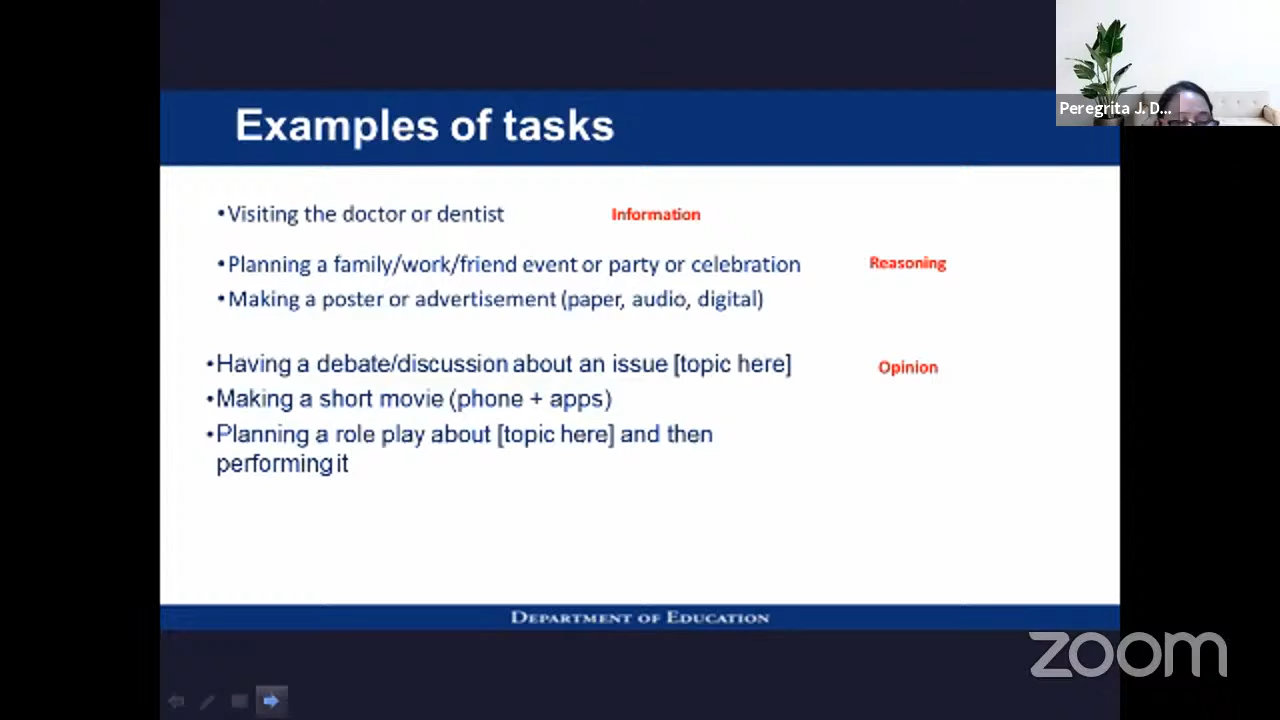 Peregrita J. D...
Examples of tasks
•Visiting the doctor or dentist Information
•Planning a family/work/friend event or party or celebration Reasoning
•Making a poster or advertisement (paper, audio, digital)
•Having a debate/discussion about an issue [topic here] Opinion
•Making a short movie (phone + apps)
•Planning a role play about [topic here] and then
performing it
DEPARTMENT OF EDUCATION
zoom